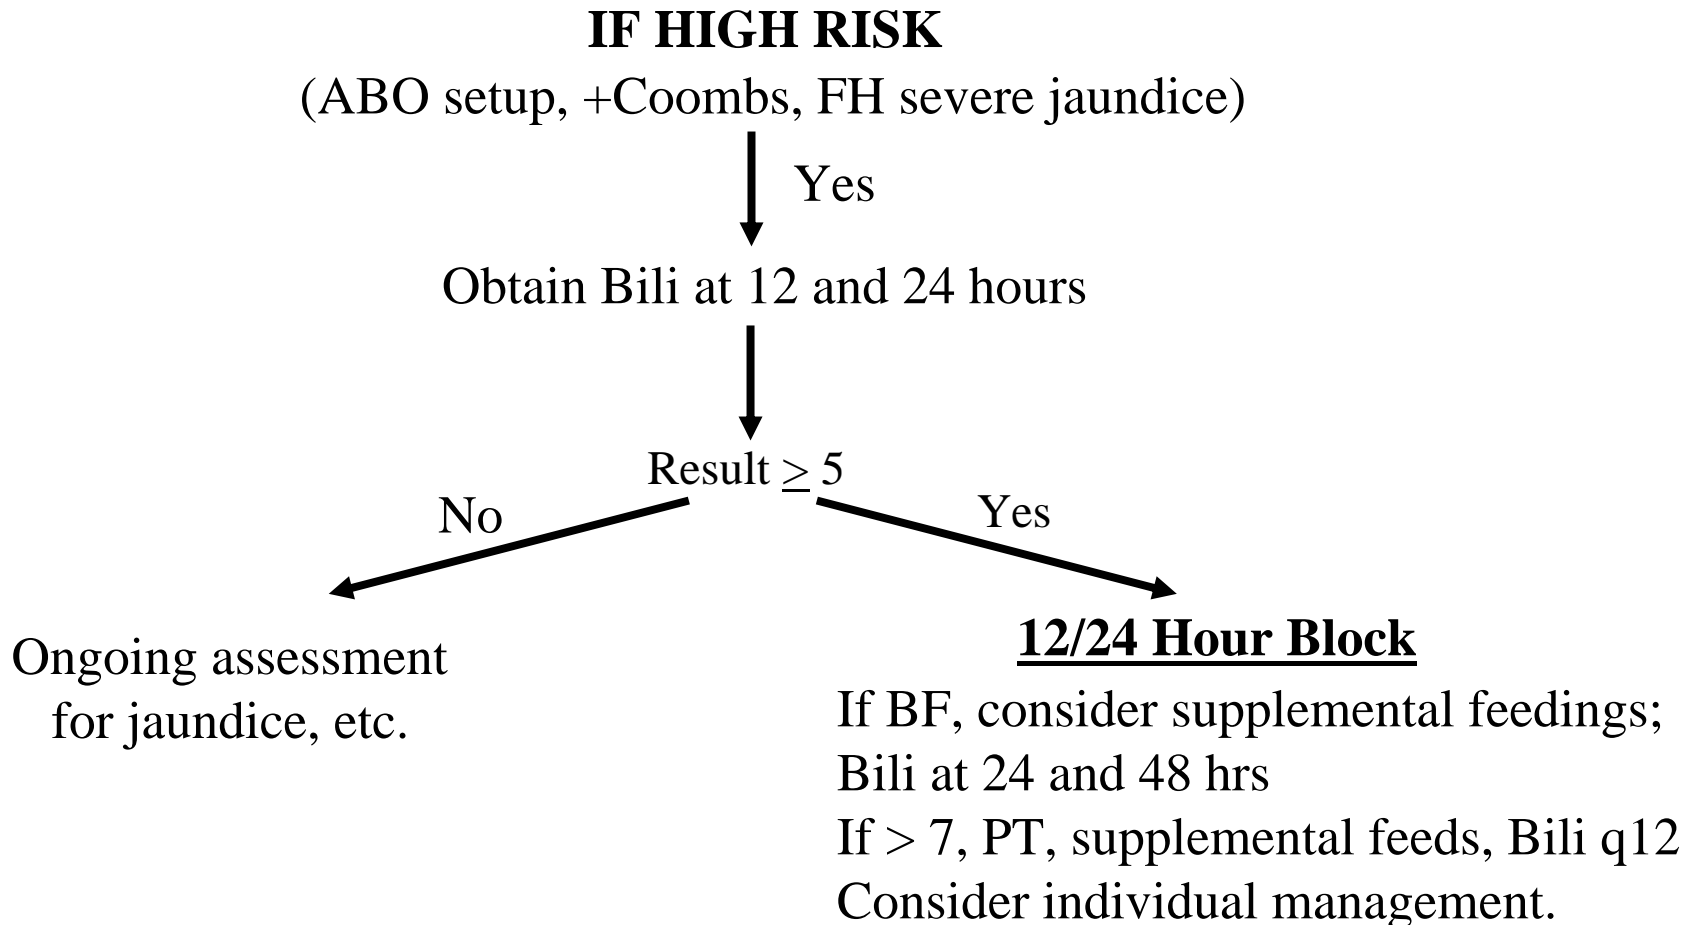 IF HIGH RISK
(ABO setup, +Coombs, FH severe jaundice)
Yes
Obtain Bili at 12 and 24 hours
Result ≥ 5
No
Yes
Ongoing assessment
for jaundice, etc.
12/24 Hour Block
If BF, consider supplemental feedings;
Bili at 24 and 48 hrs
If > 7, PT, supplemental feeds, Bili q12
Consider individual management.